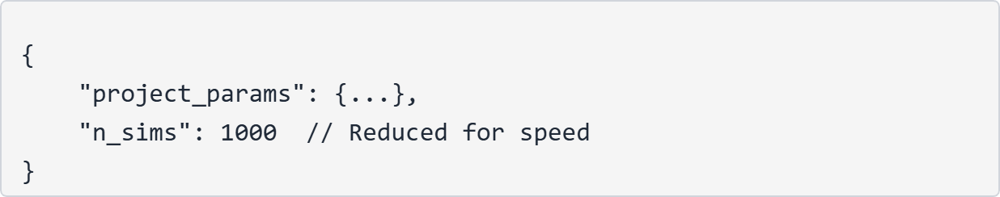 {
    "project_params": {...},
    "n_sims": 1000  // Reduced for speed
}